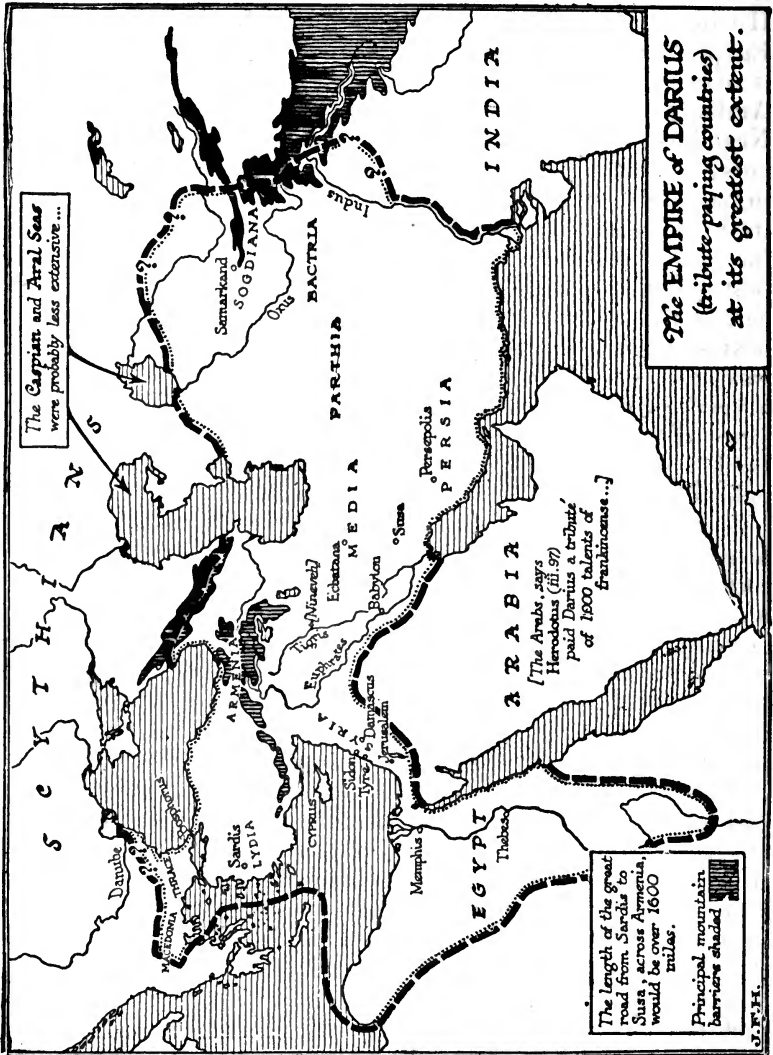 The EMPIRE of DARIUS
(tribute-paying countries)
at its greatest extent.
The Caspian and Aral Seas
were probably less extensive...
SCYTHIANS
Danube
MACEDONIA
THRACE
Bosphorus
Sardis
LYDIA
CYPRUS
ARMENIA
Tigris
[Nineveh]
Euphrates
SYRIA
Sidon
Tyre
Damascus
Jerusalem
Babylon
Ecbatana
MEDIA
Susa
Persepolis
PERSIA
PARTHIA
BACTRIA
SOGDIANA
Samarkand
Oxus
Indus
INDIA
ARABIA
[The Arabs, says
Herodotus (iii.97)
paid Darius 'a tribute'
of 1000 talents of
frankincense...]
Memphis
EGYPT
Thebes
The length of the great
road from Sardis to
Susa, across Armenia,
would be over 1600
miles.
Principal mountain
barriers shaded
J.F.H.
?
?
?
?
?